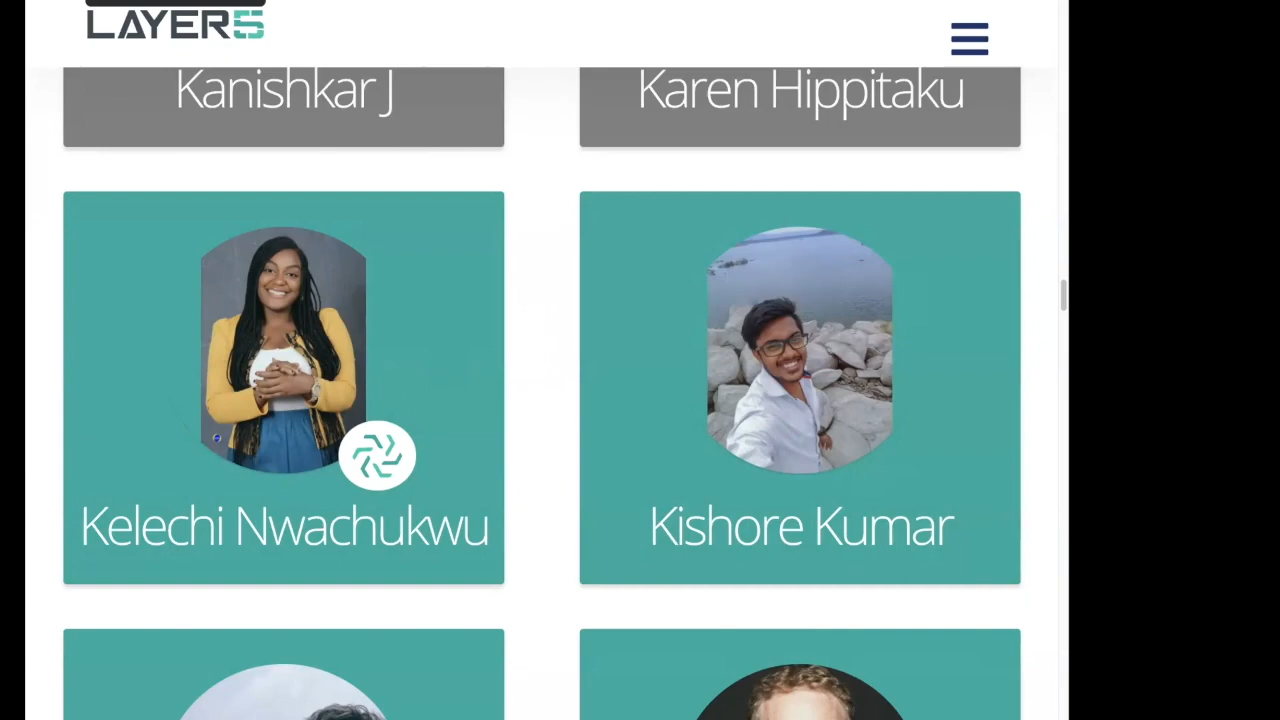 LAYER5
Kanishkar J
Karen Hippitaku
Kelechi Nwachukwu
Kishore Kumar